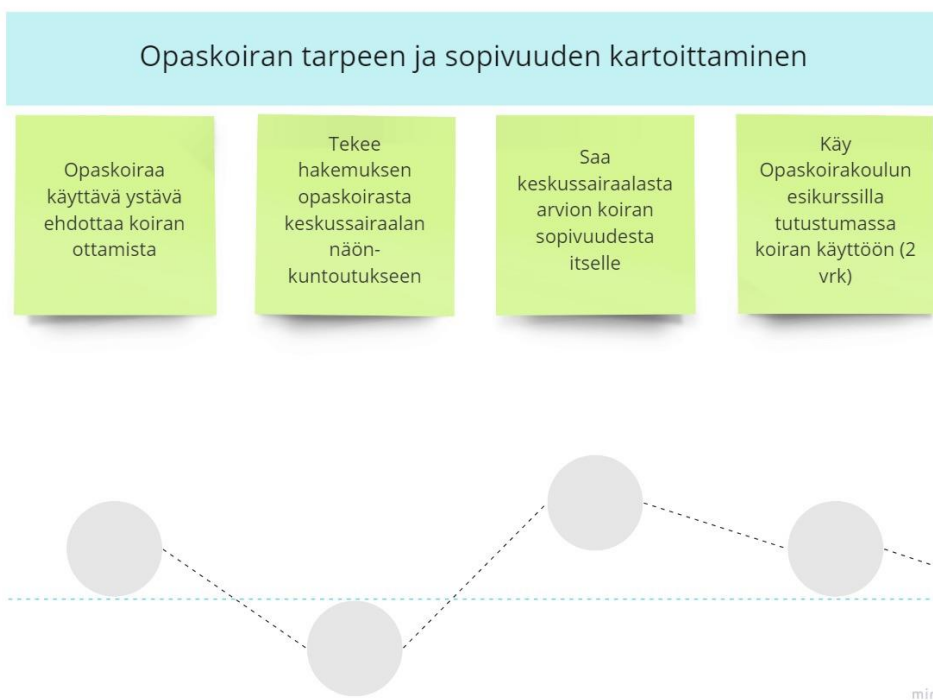 Opaskoiran tarpeen ja sopivuuden kartoittaminen
Opaskoiraa
käyttävä ystävä
ehdottaa koiran
ottamista
Tekee
hakemuksen
opaskoirasta
keskussairaalan
näön-
kuntoutukseen
Saa
keskussairaalasta
arvion koiran
sopivuudesta
itselle
Käy
Opaskoirakoulun
esikurssilla
tutustumassa
koiran käyttöön (2
vrk)